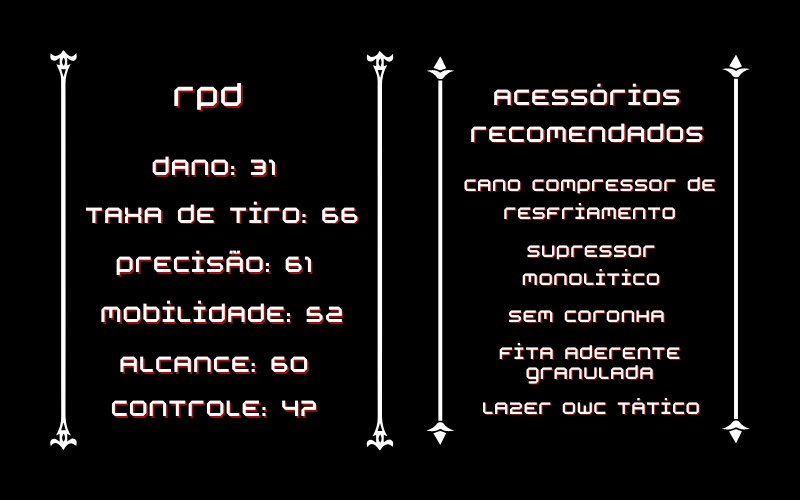 rpd
DANO: 31
TAXA DE TIRO: 66
PRECISÃO: 61
MOBILIDADE: 52
ALCANCE: 60
CONTROLE: 47
ACESSÓRIOS
RECOMENDADOS
CANO COMPRESSOR DE
RESFRIAMENTO
SUPRESSOR
MONOLÍTICO
SEM CORONHA
FITA ADERENTE
GRANULADA
LAZER OWC TÁTICO